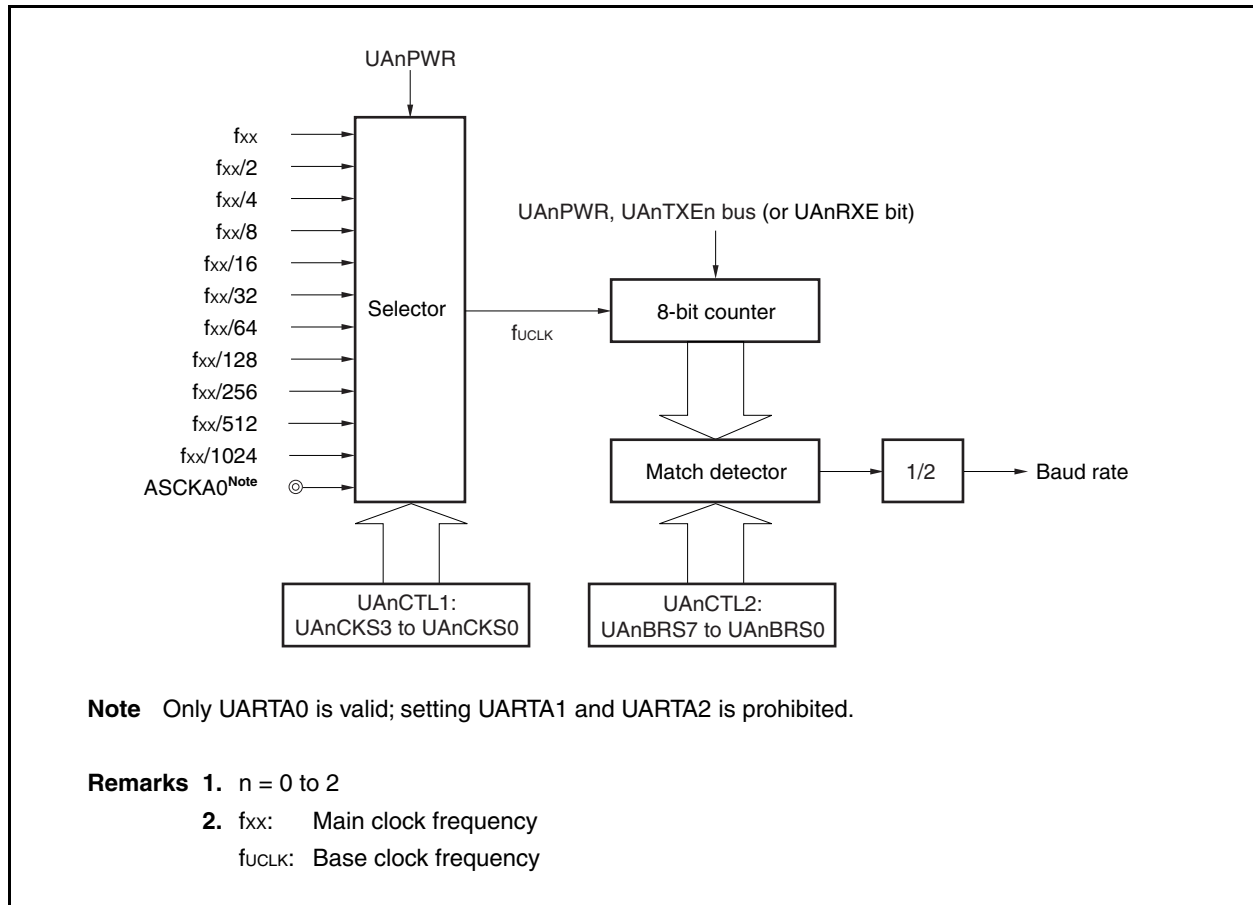 UAnPWR
fxx
fxx/2
fxx/4
fxx/8
fxx/16
fxx/32
fxx/64
fxx/128
fxx/256
fxx/512
fxx/1024
ASCKA0Note
Selector
fUCLK
UAnPWR, UAnTXEn bus (or UAnRXE bit)
8-bit counter
Match detector
1/2
Baud rate
UAnCTL1:
UAnCKS3 to UAnCKS0
UAnCTL2:
UAnBRS7 to UAnBRS0
Note Only UARTA0 is valid; setting UARTA1 and UARTA2 is prohibited.
Remarks 1. n = 0 to 2
2. fxx: Main clock frequency
fUCLK: Base clock frequency